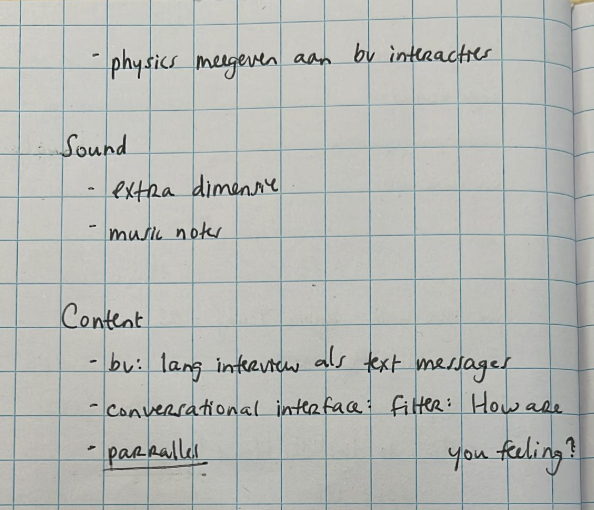 - physics meegeven aan bv interacties
Sound
- extra dimensie
- music notes
Content
- bv: lang interview als text messages
- conversational interface: filter: How are
- parrallel you feeling?